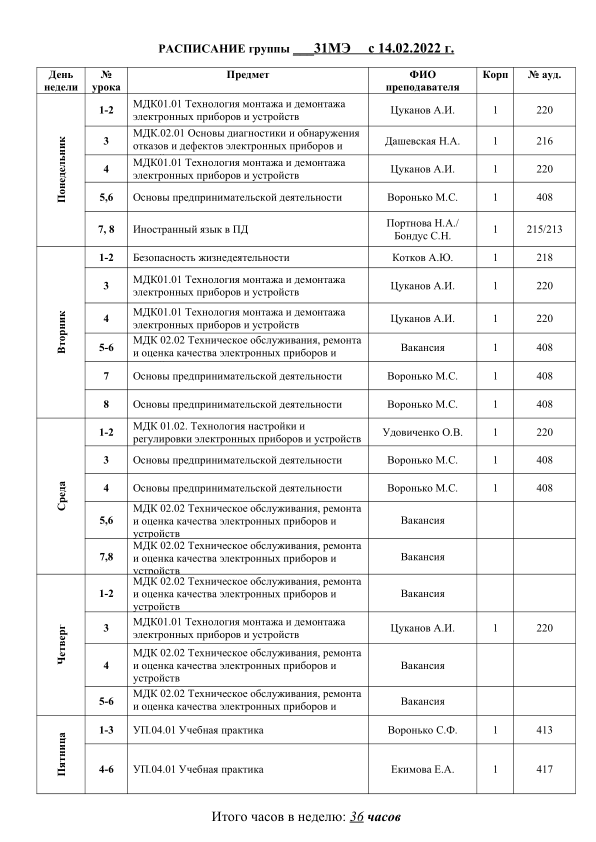 РАСПИСАНИЕ группы ___31МЭ__ с 14.02.2022 г.
День недели № урока Предмет ФИО преподавателя Корп № ауд.
Понедельник
1-2 МДК01.01 Технология монтажа и демонтажа электронных приборов и устройств Цуканов А.И. 1 220
3 МДК.02.01 Основы диагностики и обнаружения отказов и дефектов электронных приборов и Дашевская Н.А. 1 216
4 МДК01.01 Технология монтажа и демонтажа электронных приборов и устройств Цуканов А.И. 1 220
5,6 Основы предпринимательской деятельности Воронько М.С. 1 408
7, 8 Иностранный язык в ПД Портнова Н.А./ Бондус С.Н. 1 215/213
Вторник
1-2 Безопасность жизнедеятельности Котков А.Ю. 1 218
3 МДК01.01 Технология монтажа и демонтажа электронных приборов и устройств Цуканов А.И. 1 220
4 МДК01.01 Технология монтажа и демонтажа электронных приборов и устройств Цуканов А.И. 1 220
5-6 МДК 02.02 Техническое обслуживания, ремонта и оценка качества электронных приборов и Вакансия 1 408
7 Основы предпринимательской деятельности Воронько М.С. 1 408
8 Основы предпринимательской деятельности Воронько М.С. 1 408
Среда
1-2 МДК 01.02. Технология настройки и регулировки электронных приборов и устройств Удовиченко О.В. 1 220
3 Основы предпринимательской деятельности Воронько М.С. 1 408
4 Основы предпринимательской деятельности Воронько М.С. 1 408
5,6 МДК 02.02 Техническое обслуживания, ремонта и оценка качества электронных приборов и устройств Вакансия
7,8 МДК 02.02 Техническое обслуживания, ремонта и оценка качества электронных приборов и устройств Вакансия
Четверг
1-2 МДК 02.02 Техническое обслуживания, ремонта и оценка качества электронных приборов и устройств Вакансия
3 МДК01.01 Технология монтажа и демонтажа электронных приборов и устройств Цуканов А.И. 1 220
4 МДК 02.02 Техническое обслуживания, ремонта и оценка качества электронных приборов и устройств Вакансия
5-6 МДК 02.02 Техническое обслуживания, ремонта и оценка качества электронных приборов и Вакансия
Пятница
1-3 УП.04.01 Учебная практика Воронько С.Ф. 1 413
4-6 УП.04.01 Учебная практика Екимова Е.А. 1 417
Итого часов в неделю: 36 часов